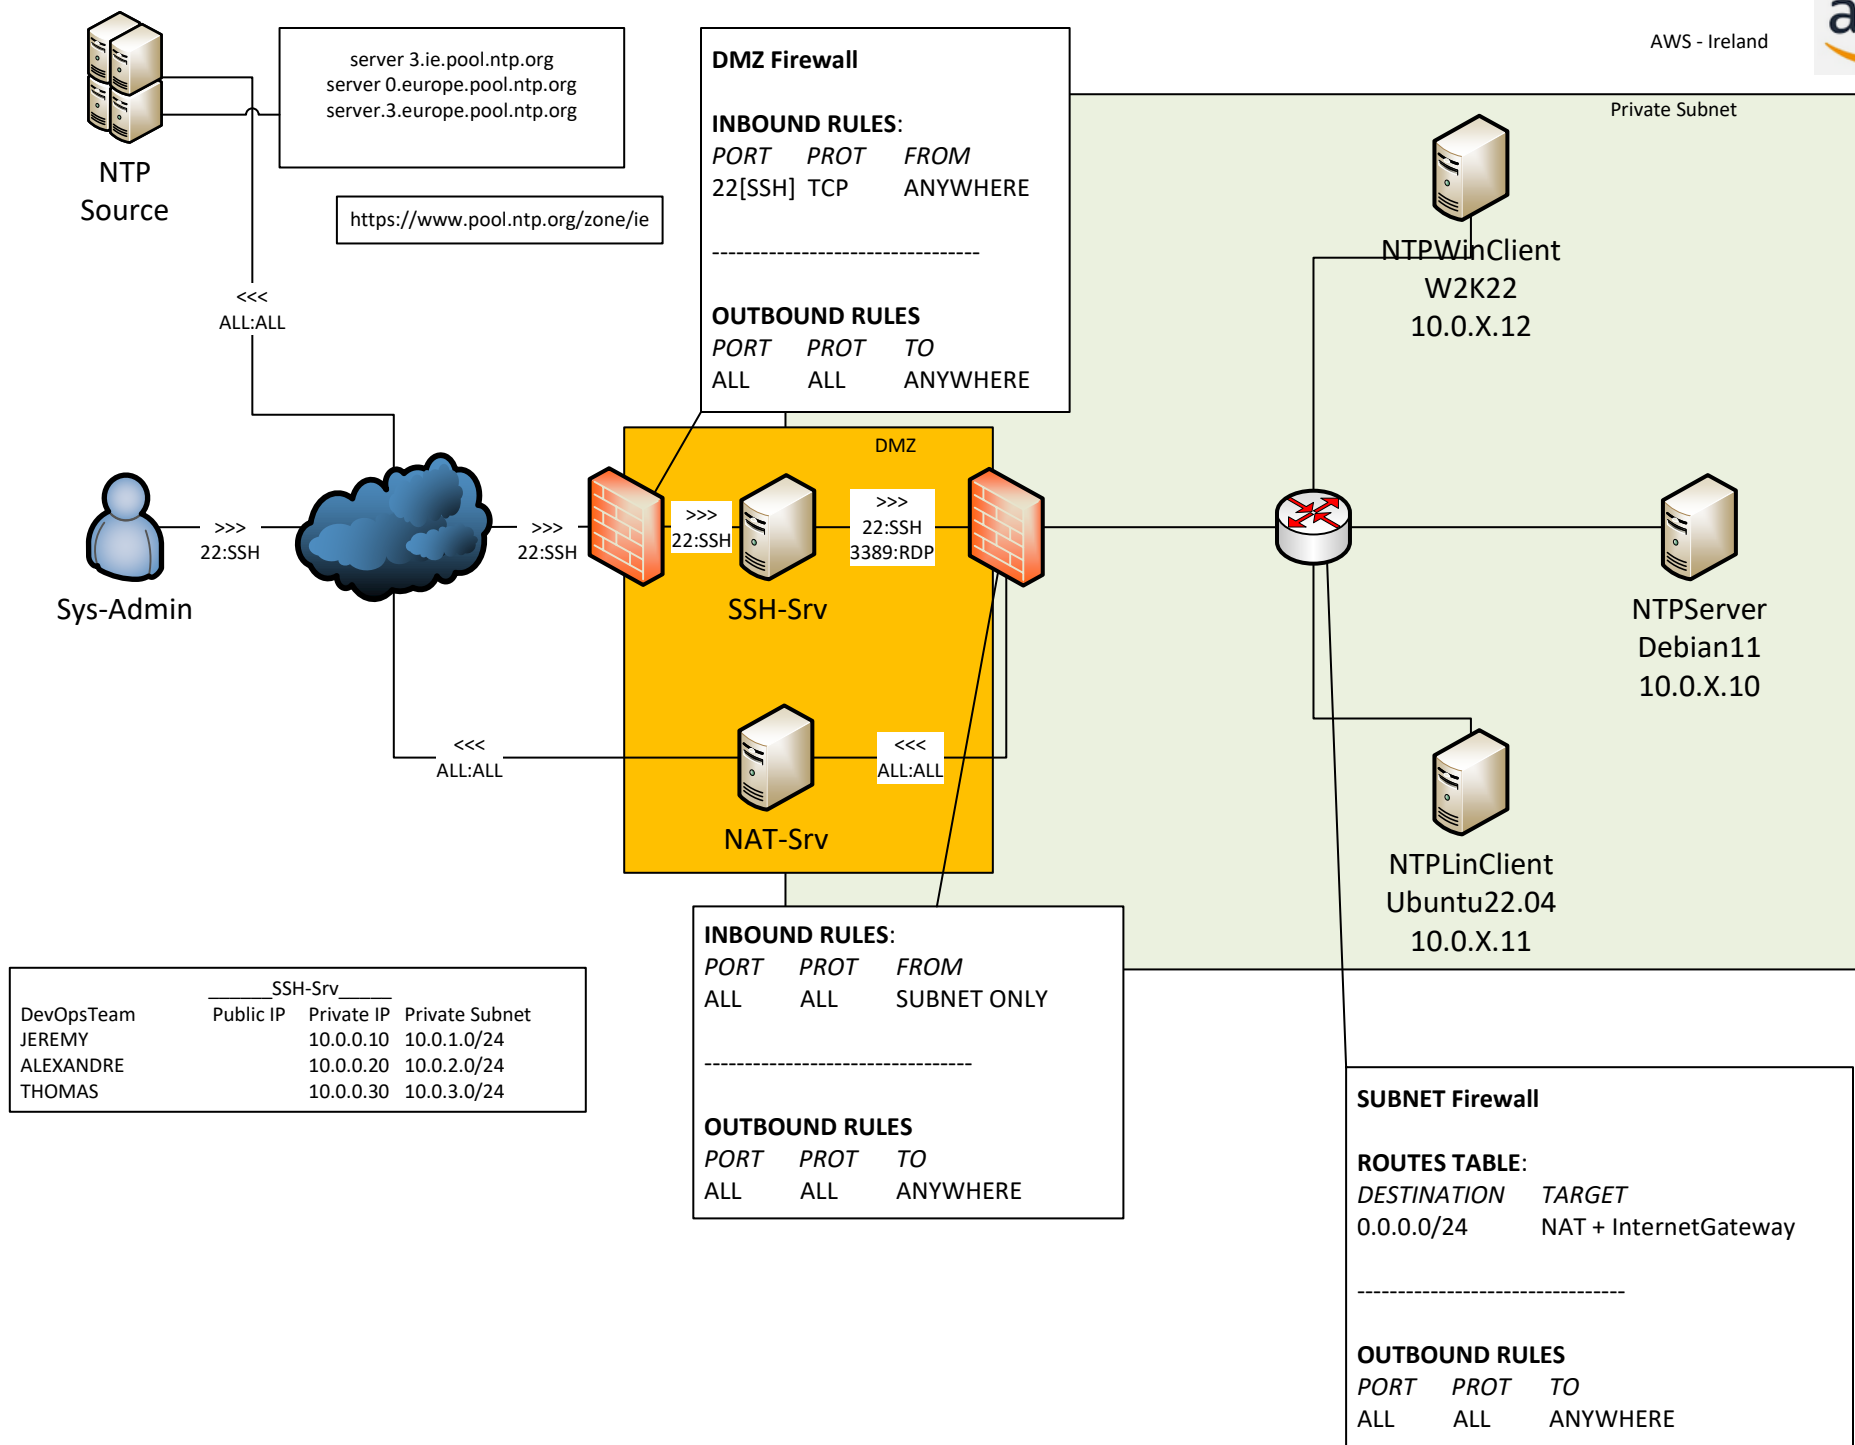 AWS - Ireland
a
server 3.ie.pool.ntp.org
server 0.europe.pool.ntp.org
server.3.europe.pool.ntp.org
NTP
Source
https://www.pool.ntp.org/zone/ie
<<<
ALL:ALL
DMZ Firewall
INBOUND RULES:
PORT PROT FROM
22[SSH] TCP ANYWHERE
---------------------------------
OUTBOUND RULES
PORT PROT TO
ALL ALL ANYWHERE
Private Subnet
NTPWinClient
W2K22
10.0.X.12
DMZ
Sys-Admin
>>>
22:SSH
>>>
22:SSH
>>>
22:SSH
SSH-Srv
>>>
22:SSH
3389:RDP
NTPServer
Debian11
10.0.X.10
<<<
ALL:ALL
NAT-Srv
<<<
ALL:ALL
NTPLinClient
Ubuntu22.04
10.0.X.11
______SSH-Srv_____
DevOpsTeam Public IP Private IP Private Subnet
JEREMY 10.0.0.10 10.0.1.0/24
ALEXANDRE 10.0.0.20 10.0.2.0/24
THOMAS 10.0.0.30 10.0.3.0/24
INBOUND RULES:
PORT PROT FROM
ALL ALL SUBNET ONLY
---------------------------------
OUTBOUND RULES
PORT PROT TO
ALL ALL ANYWHERE
SUBNET Firewall
ROUTES TABLE:
DESTINATION TARGET
0.0.0.0/24 NAT + InternetGateway
---------------------------------
OUTBOUND RULES
PORT PROT TO
ALL ALL ANYWHERE